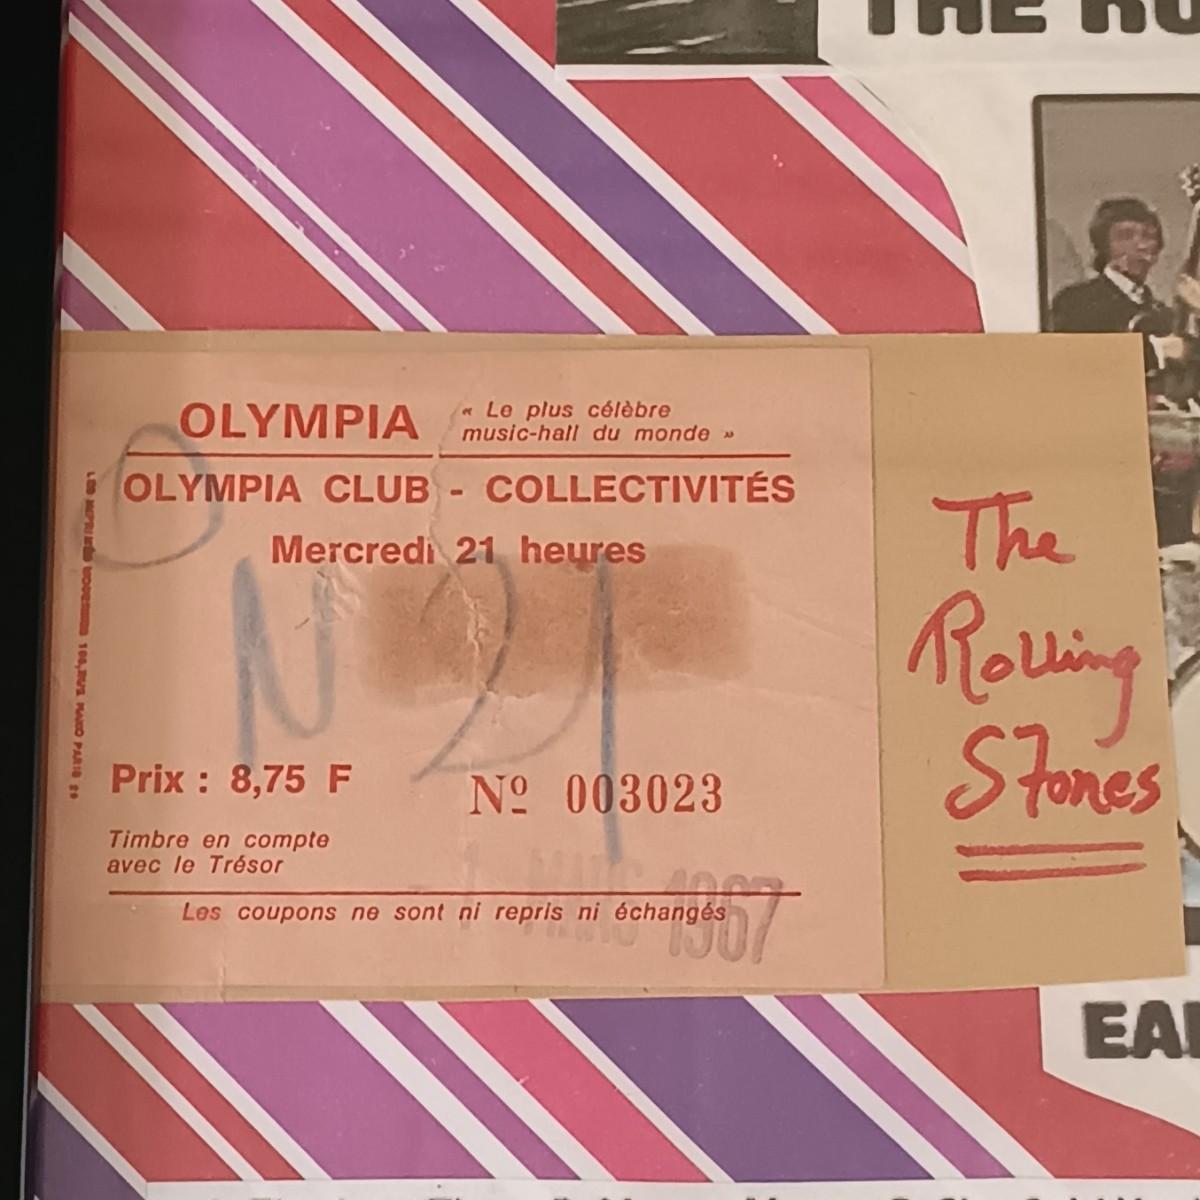 THE
OLYMPIA
« Le plus célèbre
music-hall du monde »
OLYMPIA CLUB - COLLECTIVITÉS
Mercredi 21 heures
O
N 21
Prix : 8,75 F
Nº 003023
Timbre en compte
avec le Trésor
1 MARS 1967
Les coupons ne sont ni repris ni échangés
The
Rolling
Stones